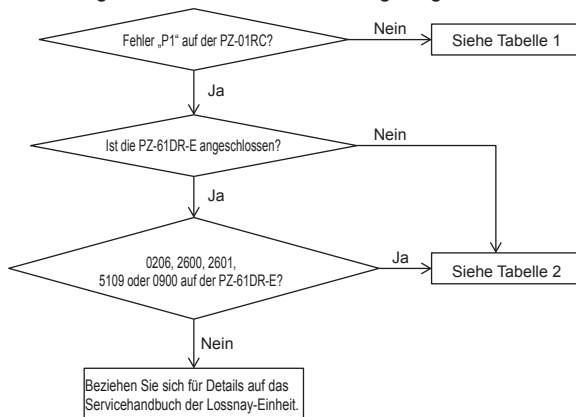 Fehler „P1“ auf der PZ-01RC?
Nein
Siehe Tabelle 1
Ja
Ist die PZ-61DR-E angeschlossen?
Nein
Ja
0206, 2600, 2601,
5109 oder 0900 auf der PZ-61DR-E?
Ja
Siehe Tabelle 2
Nein
Beziehen Sie sich für Details auf das
Servicehandbuch der Lossnay-Einheit.